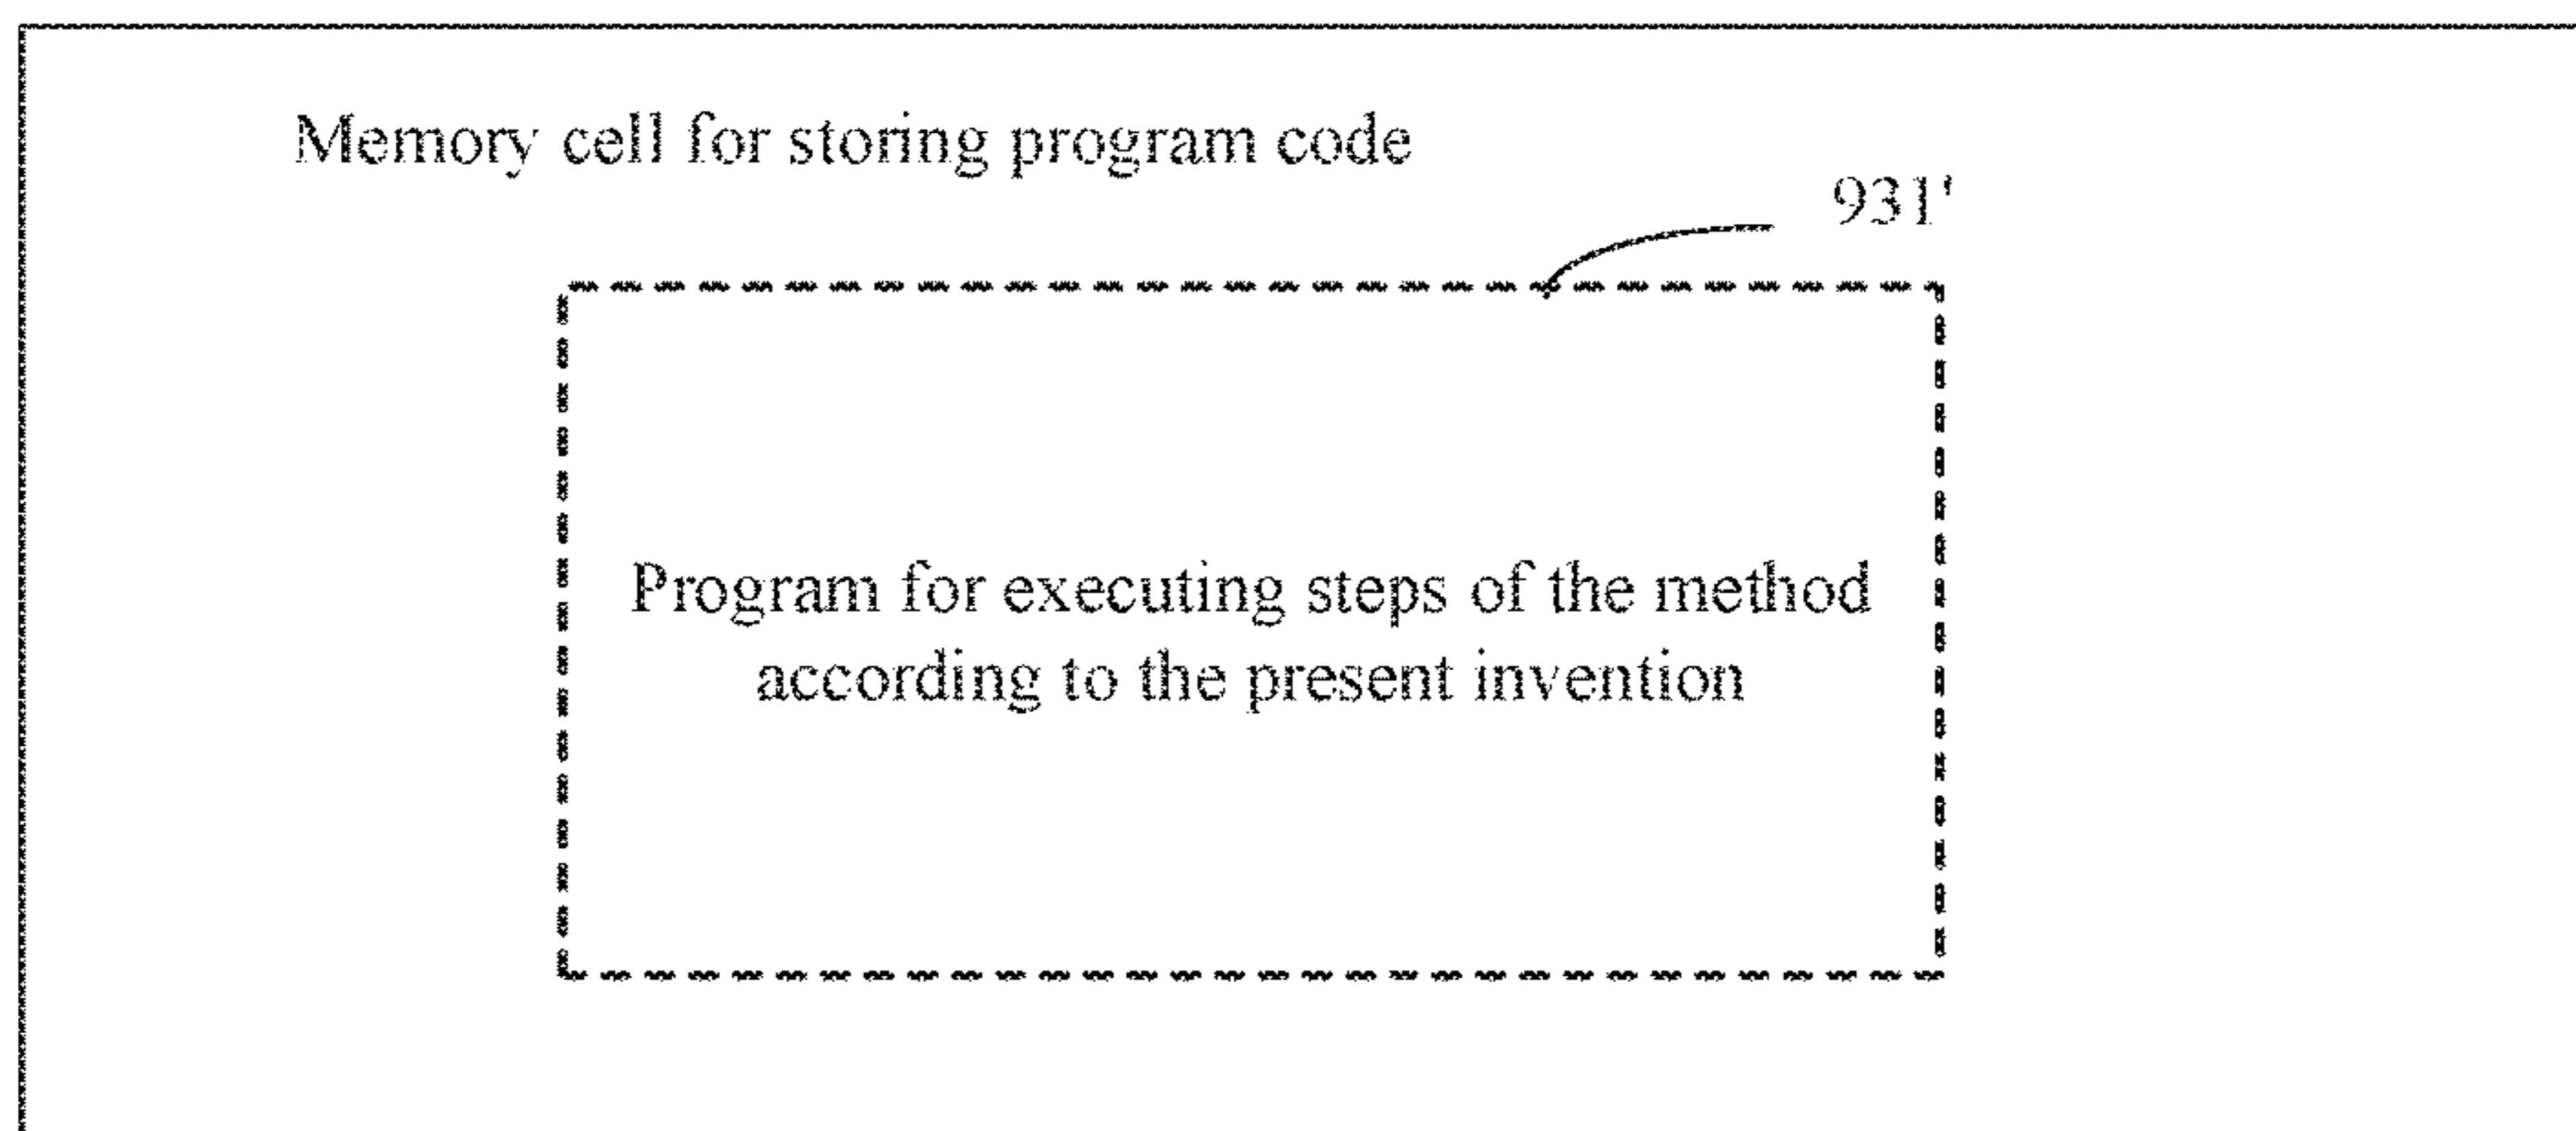 Memory cell for storing program code
931'
Program for executing steps of the method
according to the present invention